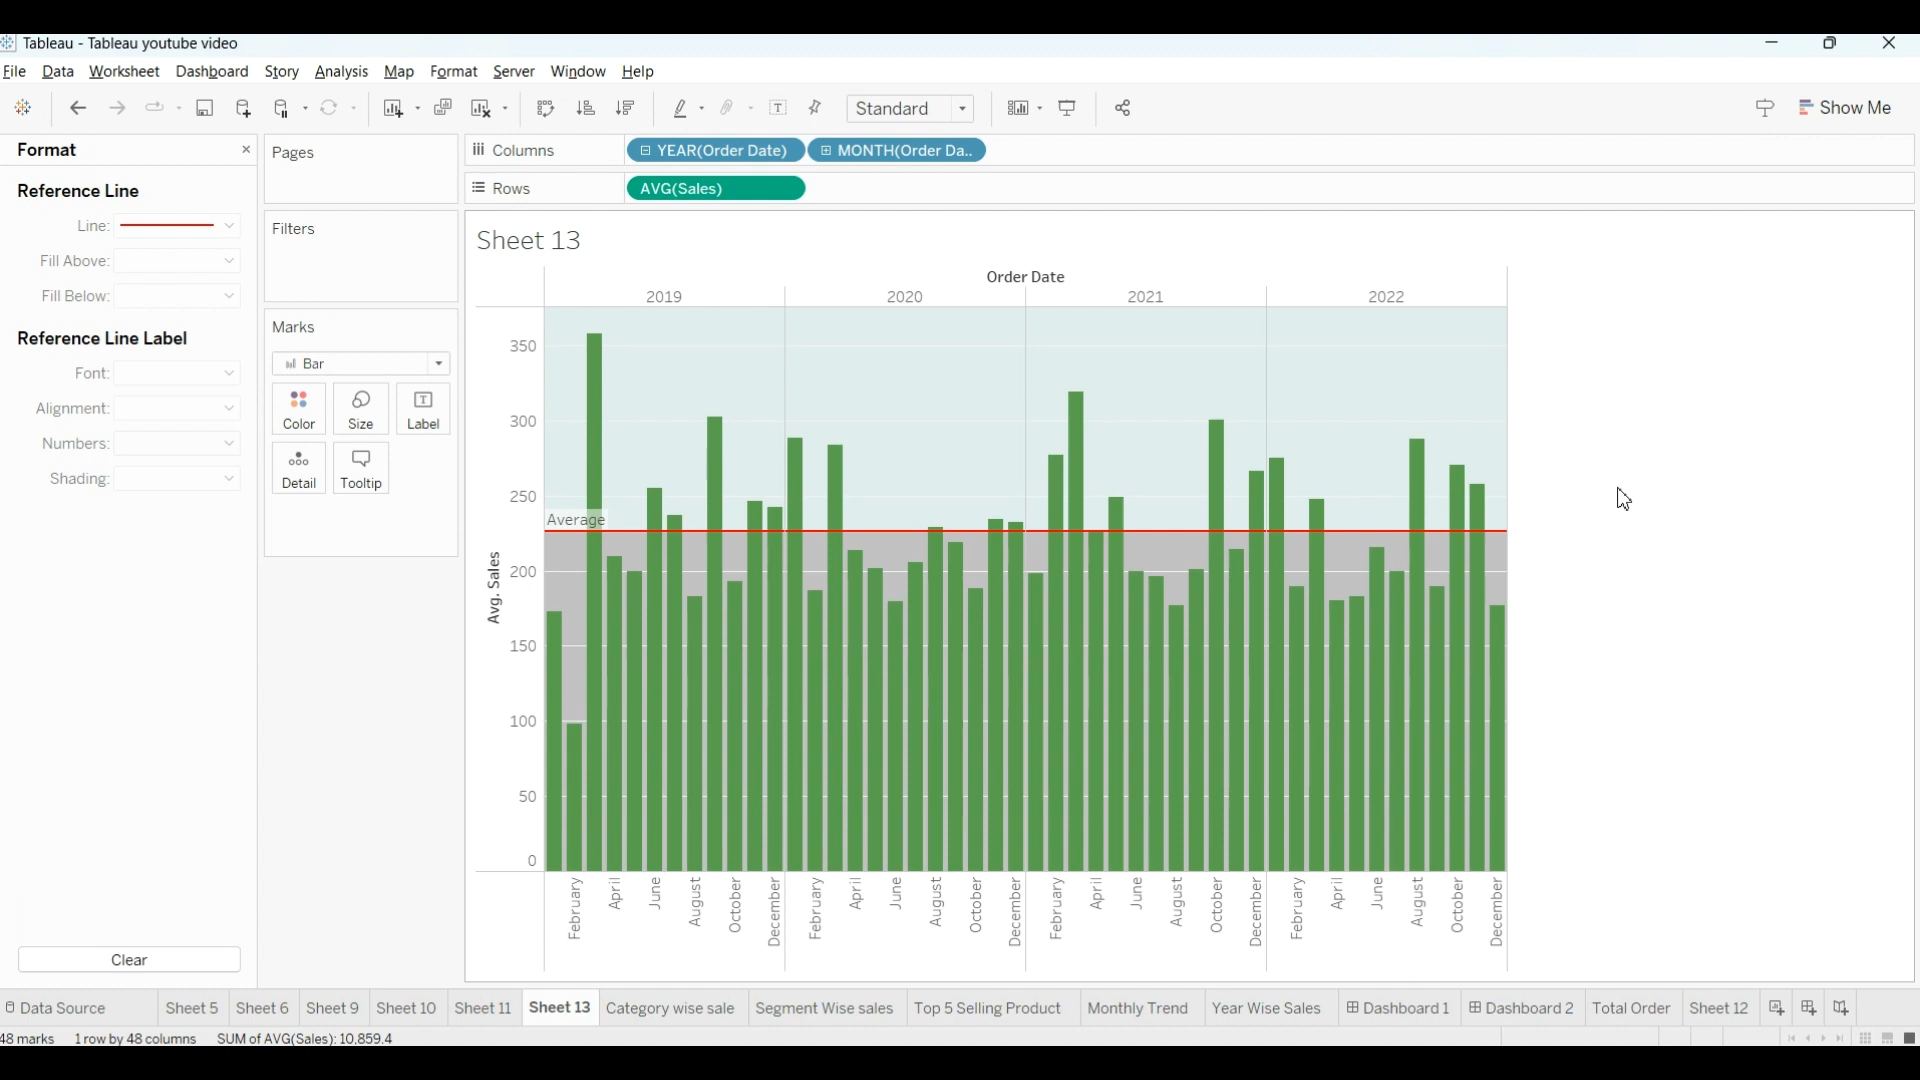 Tableau - Tableau youtube video
File Data Worksheet Dashboard Story Analysis Map Format Server Window Help
Standard
Show Me
Format
Reference Line
Line:
Fill Above:
Fill Below:
Reference Line Label
Font:
Alignment:
Numbers:
Shading:
Clear
Pages
Filters
Marks
Bar
Color Size Label
Detail Tooltip
Columns YEAR(Order Date) MONTH(Order Da..
Rows AVG(Sales)
Sheet 13
Order Date
2019 2020 2021 2022
350
300
250
Average
200
Avg. Sales
150
100
50
0
February April June August October December February April June August October December February April June August October December February April June August October December
Data Source Sheet 5 Sheet 6 Sheet 9 Sheet 10 Sheet 11 Sheet 13 Category wise sale Segment Wise sales Top 5 Selling Product Monthly Trend Year Wise Sales Dashboard 1 Dashboard 2 Total Order Sheet 12
48 marks 1 row by 48 columns SUM of AVG(Sales): 10,859.4